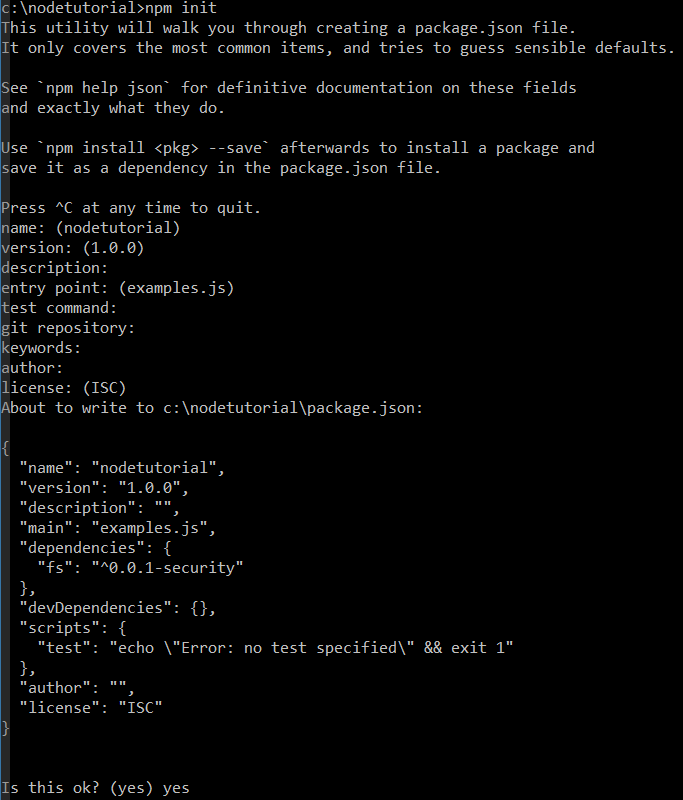 c:\nodetutorial>npm init
This utility will walk you through creating a package.json file.
It only covers the most common items, and tries to guess sensible defaults.
See `npm help json` for definitive documentation on these fields
and exactly what they do.
Use `npm install <pkg> --save` afterwards to install a package and
save it as a dependency in the package.json file.
Press ^C at any time to quit.
name: (nodetutorial)
version: (1.0.0)
description:
entry point: (examples.js)
test command:
git repository:
keywords:
author:
license: (ISC)
About to write to c:\nodetutorial\package.json:
{
  "name": "nodetutorial",
  "version": "1.0.0",
  "description": "",
  "main": "examples.js",
  "dependencies": {
    "fs": "^0.0.1-security"
  },
  "devDependencies": {},
  "scripts": {
    "test": "echo \"Error: no test specified\" && exit 1"
  },
  "author": "",
  "license": "ISC"
}
Is this ok? (yes) yes